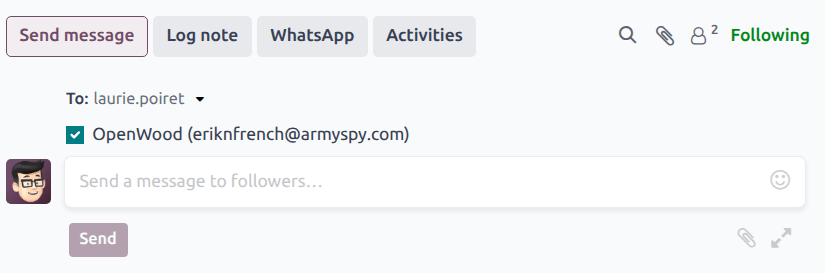 Send message Log note WhatsApp Activities 2 Following
To: laurie.poiret
OpenWood (eriknfrench@armyspy.com)
Send a message to followers...
Send